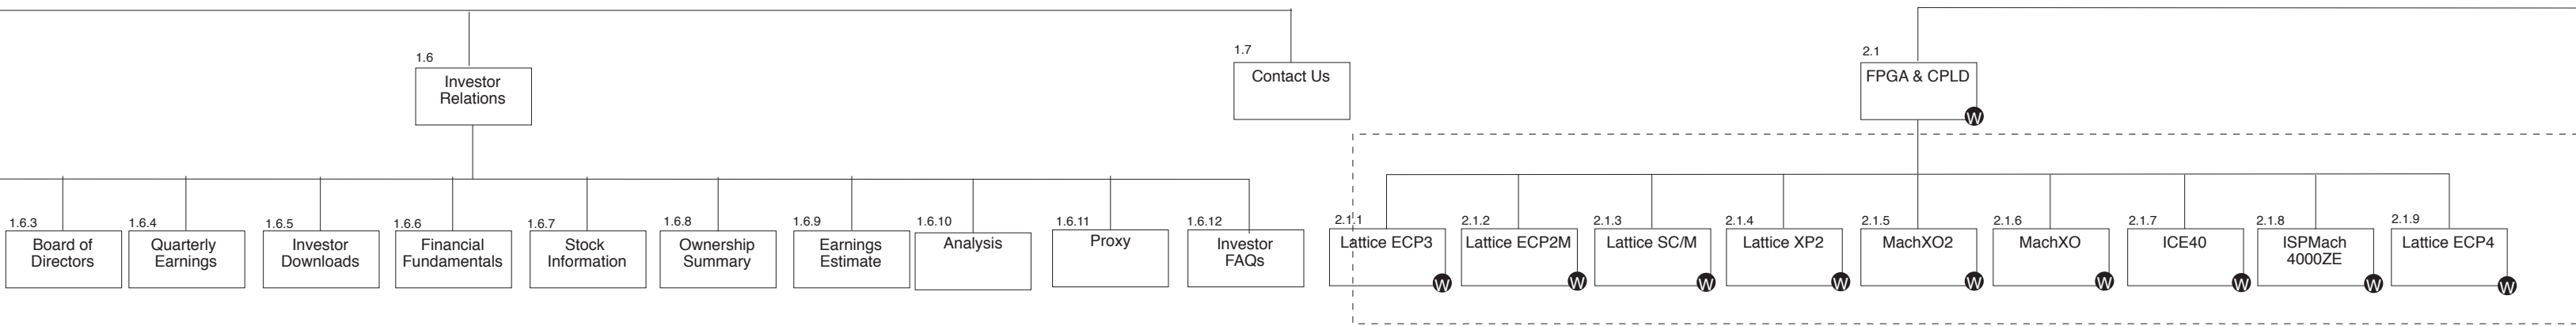 1.6
Investor
Relations
1.7
Contact Us
2.1
FPGA & CPLD
W
1.6.3
Board of
Directors
1.6.4
Quarterly
Earnings
1.6.5
Investor
Downloads
1.6.6
Financial
Fundamentals
1.6.7
Stock
Information
1.6.8
Ownership
Summary
1.6.9
Earnings
Estimate
1.6.10
Analysis
1.6.11
Proxy
1.6.12
Investor
FAQs
2.1.1
Lattice ECP3
W
2.1.2
Lattice ECP2M
W
2.1.3
Lattice SC/M
W
2.1.4
Lattice XP2
W
2.1.5
MachXO2
W
2.1.6
MachXO
W
2.1.7
ICE40
W
2.1.8
ISPMach
4000ZE
W
2.1.9
Lattice ECP4
W